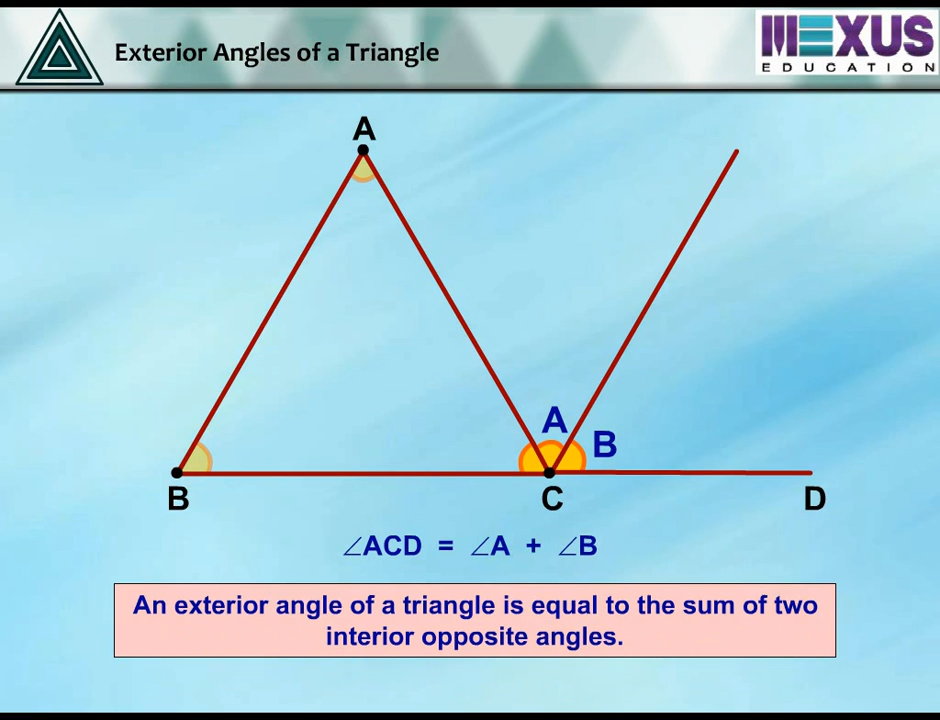 Exterior Angles of a Triangle
MEXUS
EDUCATION
A
A
B
B
C
D
∠ACD = ∠A + ∠B
An exterior angle of a triangle is equal to the sum of two
interior opposite angles.